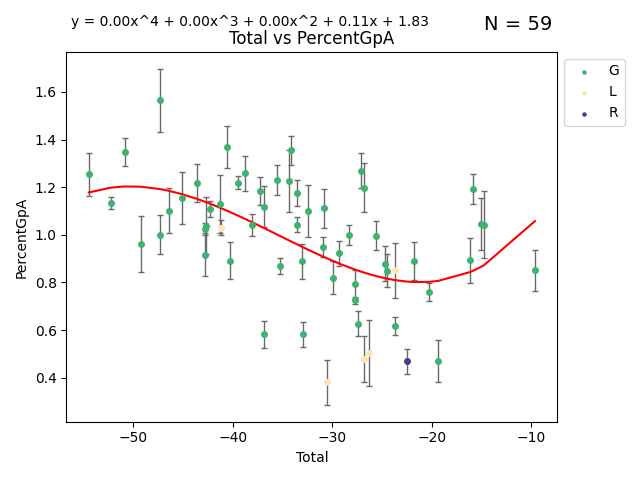 y = 0.00x^4 + 0.00x^3 + 0.00x^2 + 0.11x + 1.83
N = 59
Total vs PercentGpA
G
L
R
PercentGpA
1.6
1.4
1.2
1.0
0.8
0.6
0.4
−50
−40
−30
−20
−10
Total